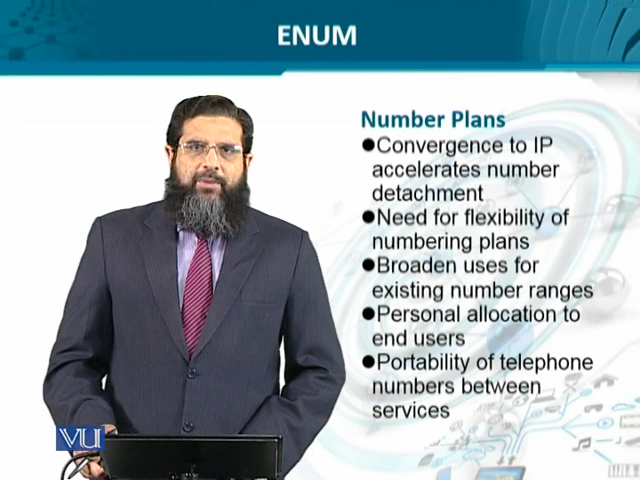 ENUM
Number Plans
●Convergence to IP
accelerates number
detachment
●Need for flexibility of
numbering plans
●Broaden uses for
existing number ranges
●Personal allocation to
end users
●Portability of telephone
numbers between
services
VU